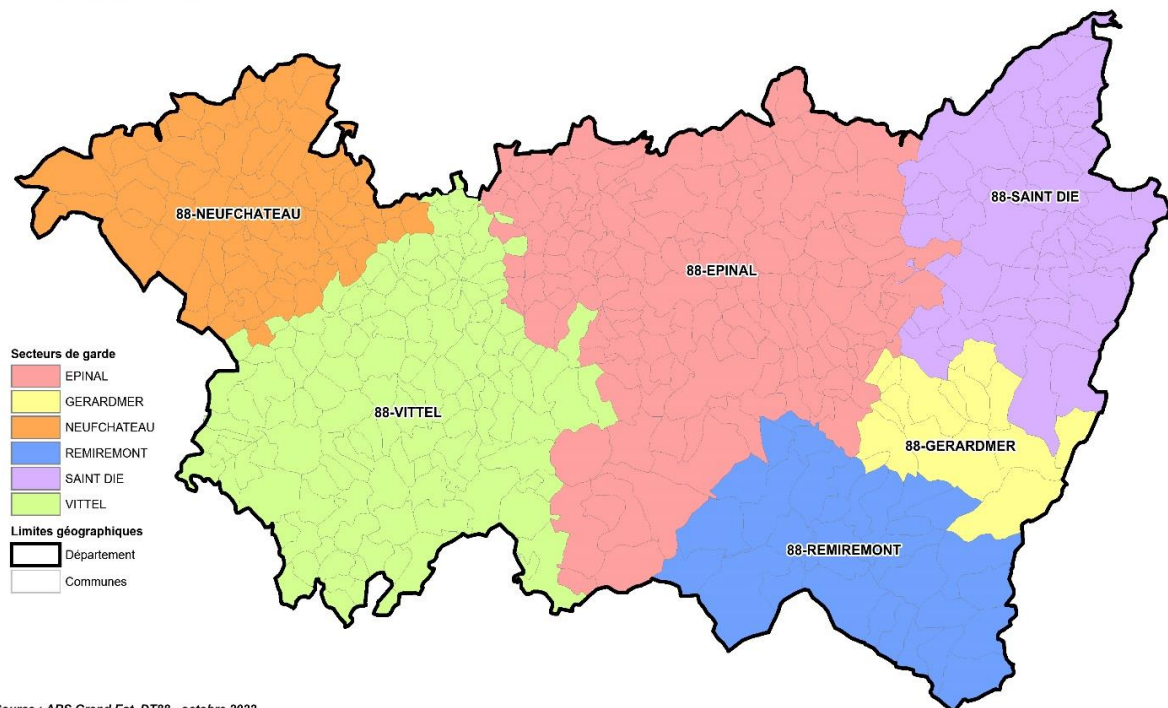 88-NEUFCHATEAU
88-SAINT DIE
88-EPINAL
88-VITTEL
88-GERARDMER
88-REMIREMONT
Secteurs de garde
EPINAL
GERARDMER
NEUFCHATEAU
REMIREMONT
SAINT DIE
VITTEL
Limites géographiques
Département
Communes